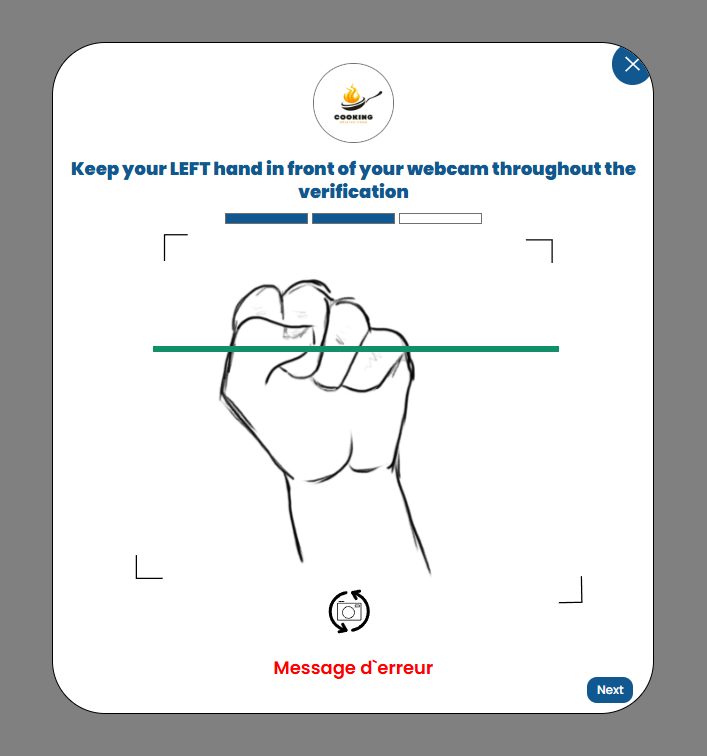 COOKING
Keep your LEFT hand in front of your webcam throughout the
verification
Message d`erreur
Next